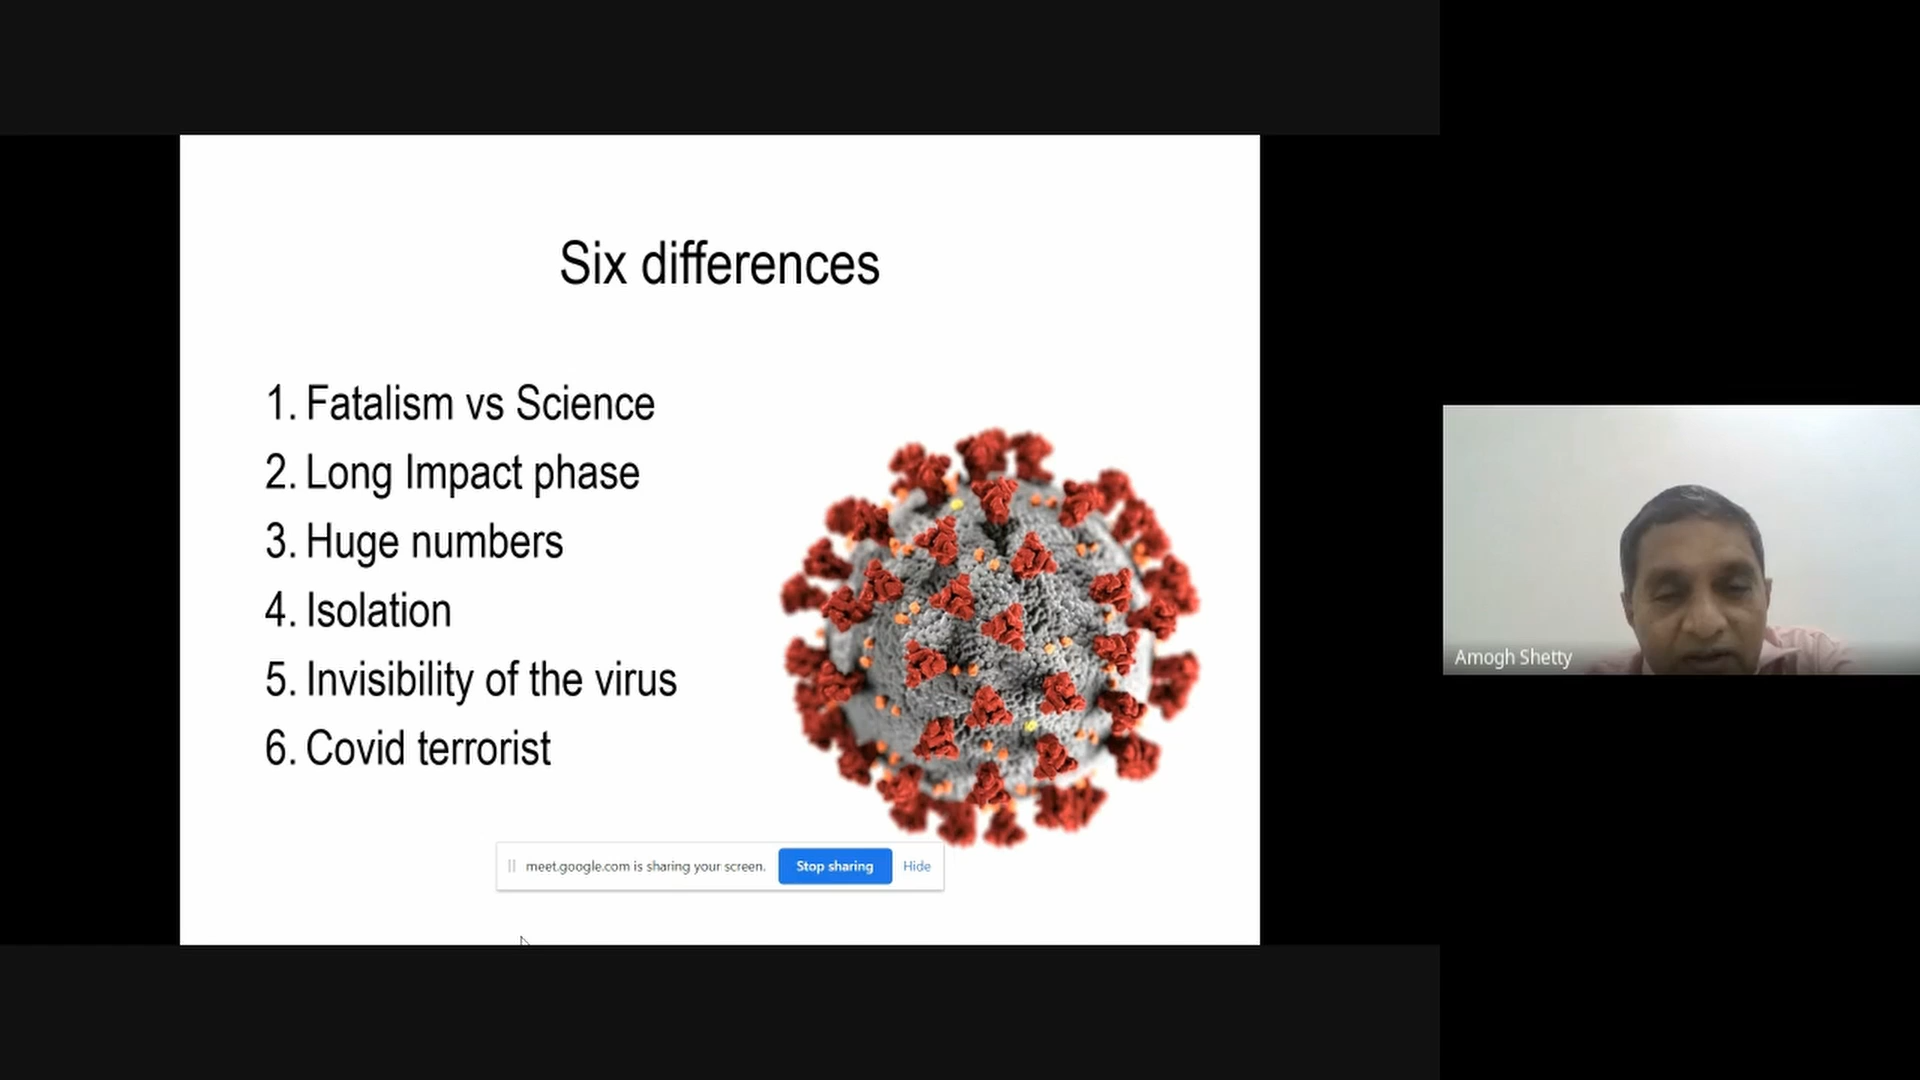 Six differences
1. Fatalism vs Science
2. Long Impact phase
3. Huge numbers
4. Isolation
5. Invisibility of the virus
6. Covid terrorist
meet.google.com is sharing your screen. Stop sharing Hide
Amogh Shetty